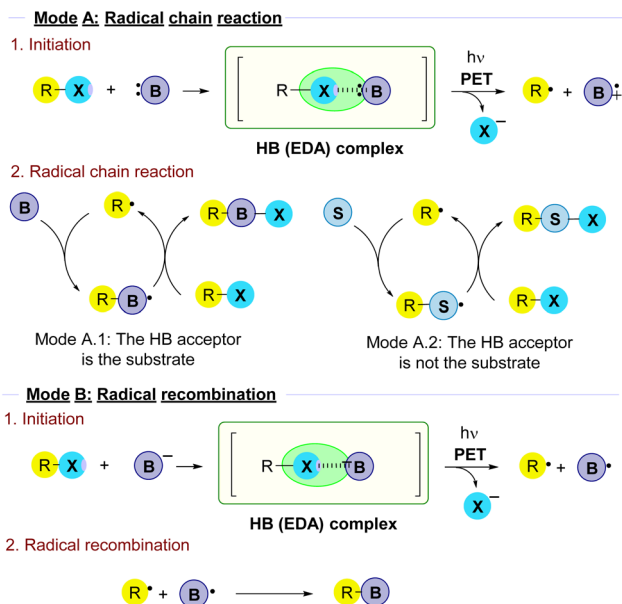 Mode A: Radical chain reaction
1. Initiation
R X + :B R X B hν PET X⁻ R• + B
HB (EDA) complex
2. Radical chain reaction
B R• R B X S R• R S X
R B• R X R S• R X
Mode A.1: The HB acceptor is the substrate
Mode A.2: The HB acceptor is not the substrate
Mode B: Radical recombination
1. Initiation
R X + B⁻ R X B hν PET X⁻ R• + B•
HB (EDA) complex
2. Radical recombination
R• + B• R B